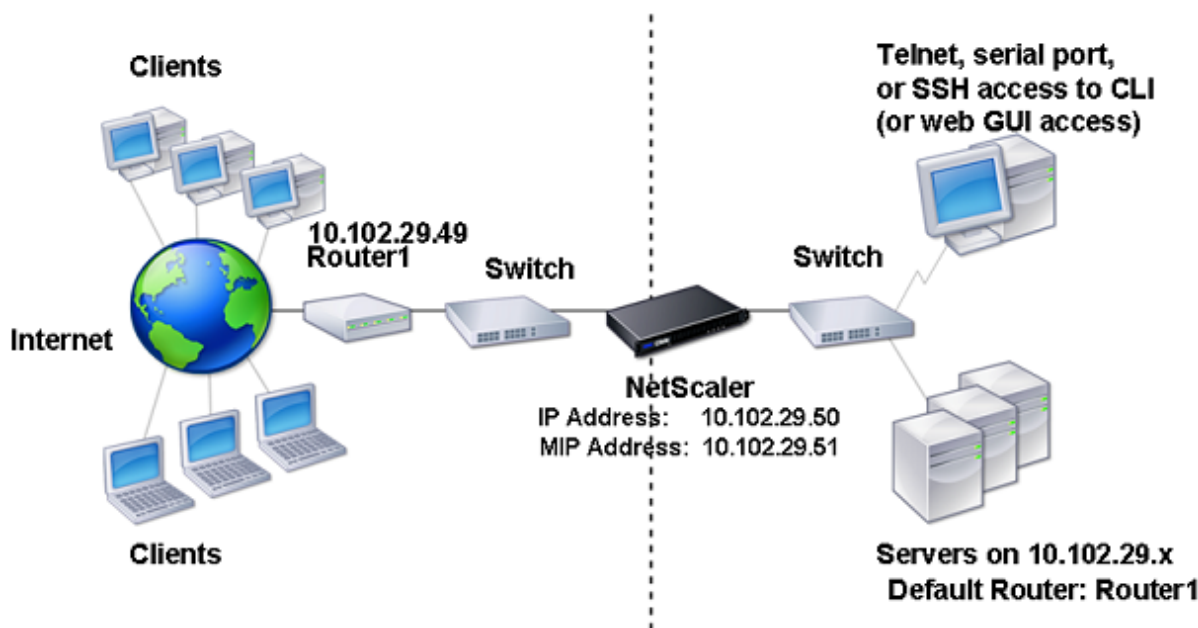 Clients
Telnet, serial port,
or SSH access to CLI
(or web GUI access)
10.102.29.49
Router1
Switch
Switch
Internet
NetScaler
IP Address: 10.102.29.50
MIP Address: 10.102.29.51
Clients
Servers on 10.102.29.x
Default Router: Router1